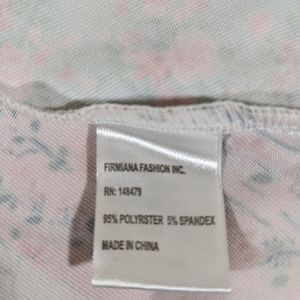 FIRMIANA FASHION INC.
RN: 148479
95% POLYRSTER 5% SPANDEX
MADE IN CHINA